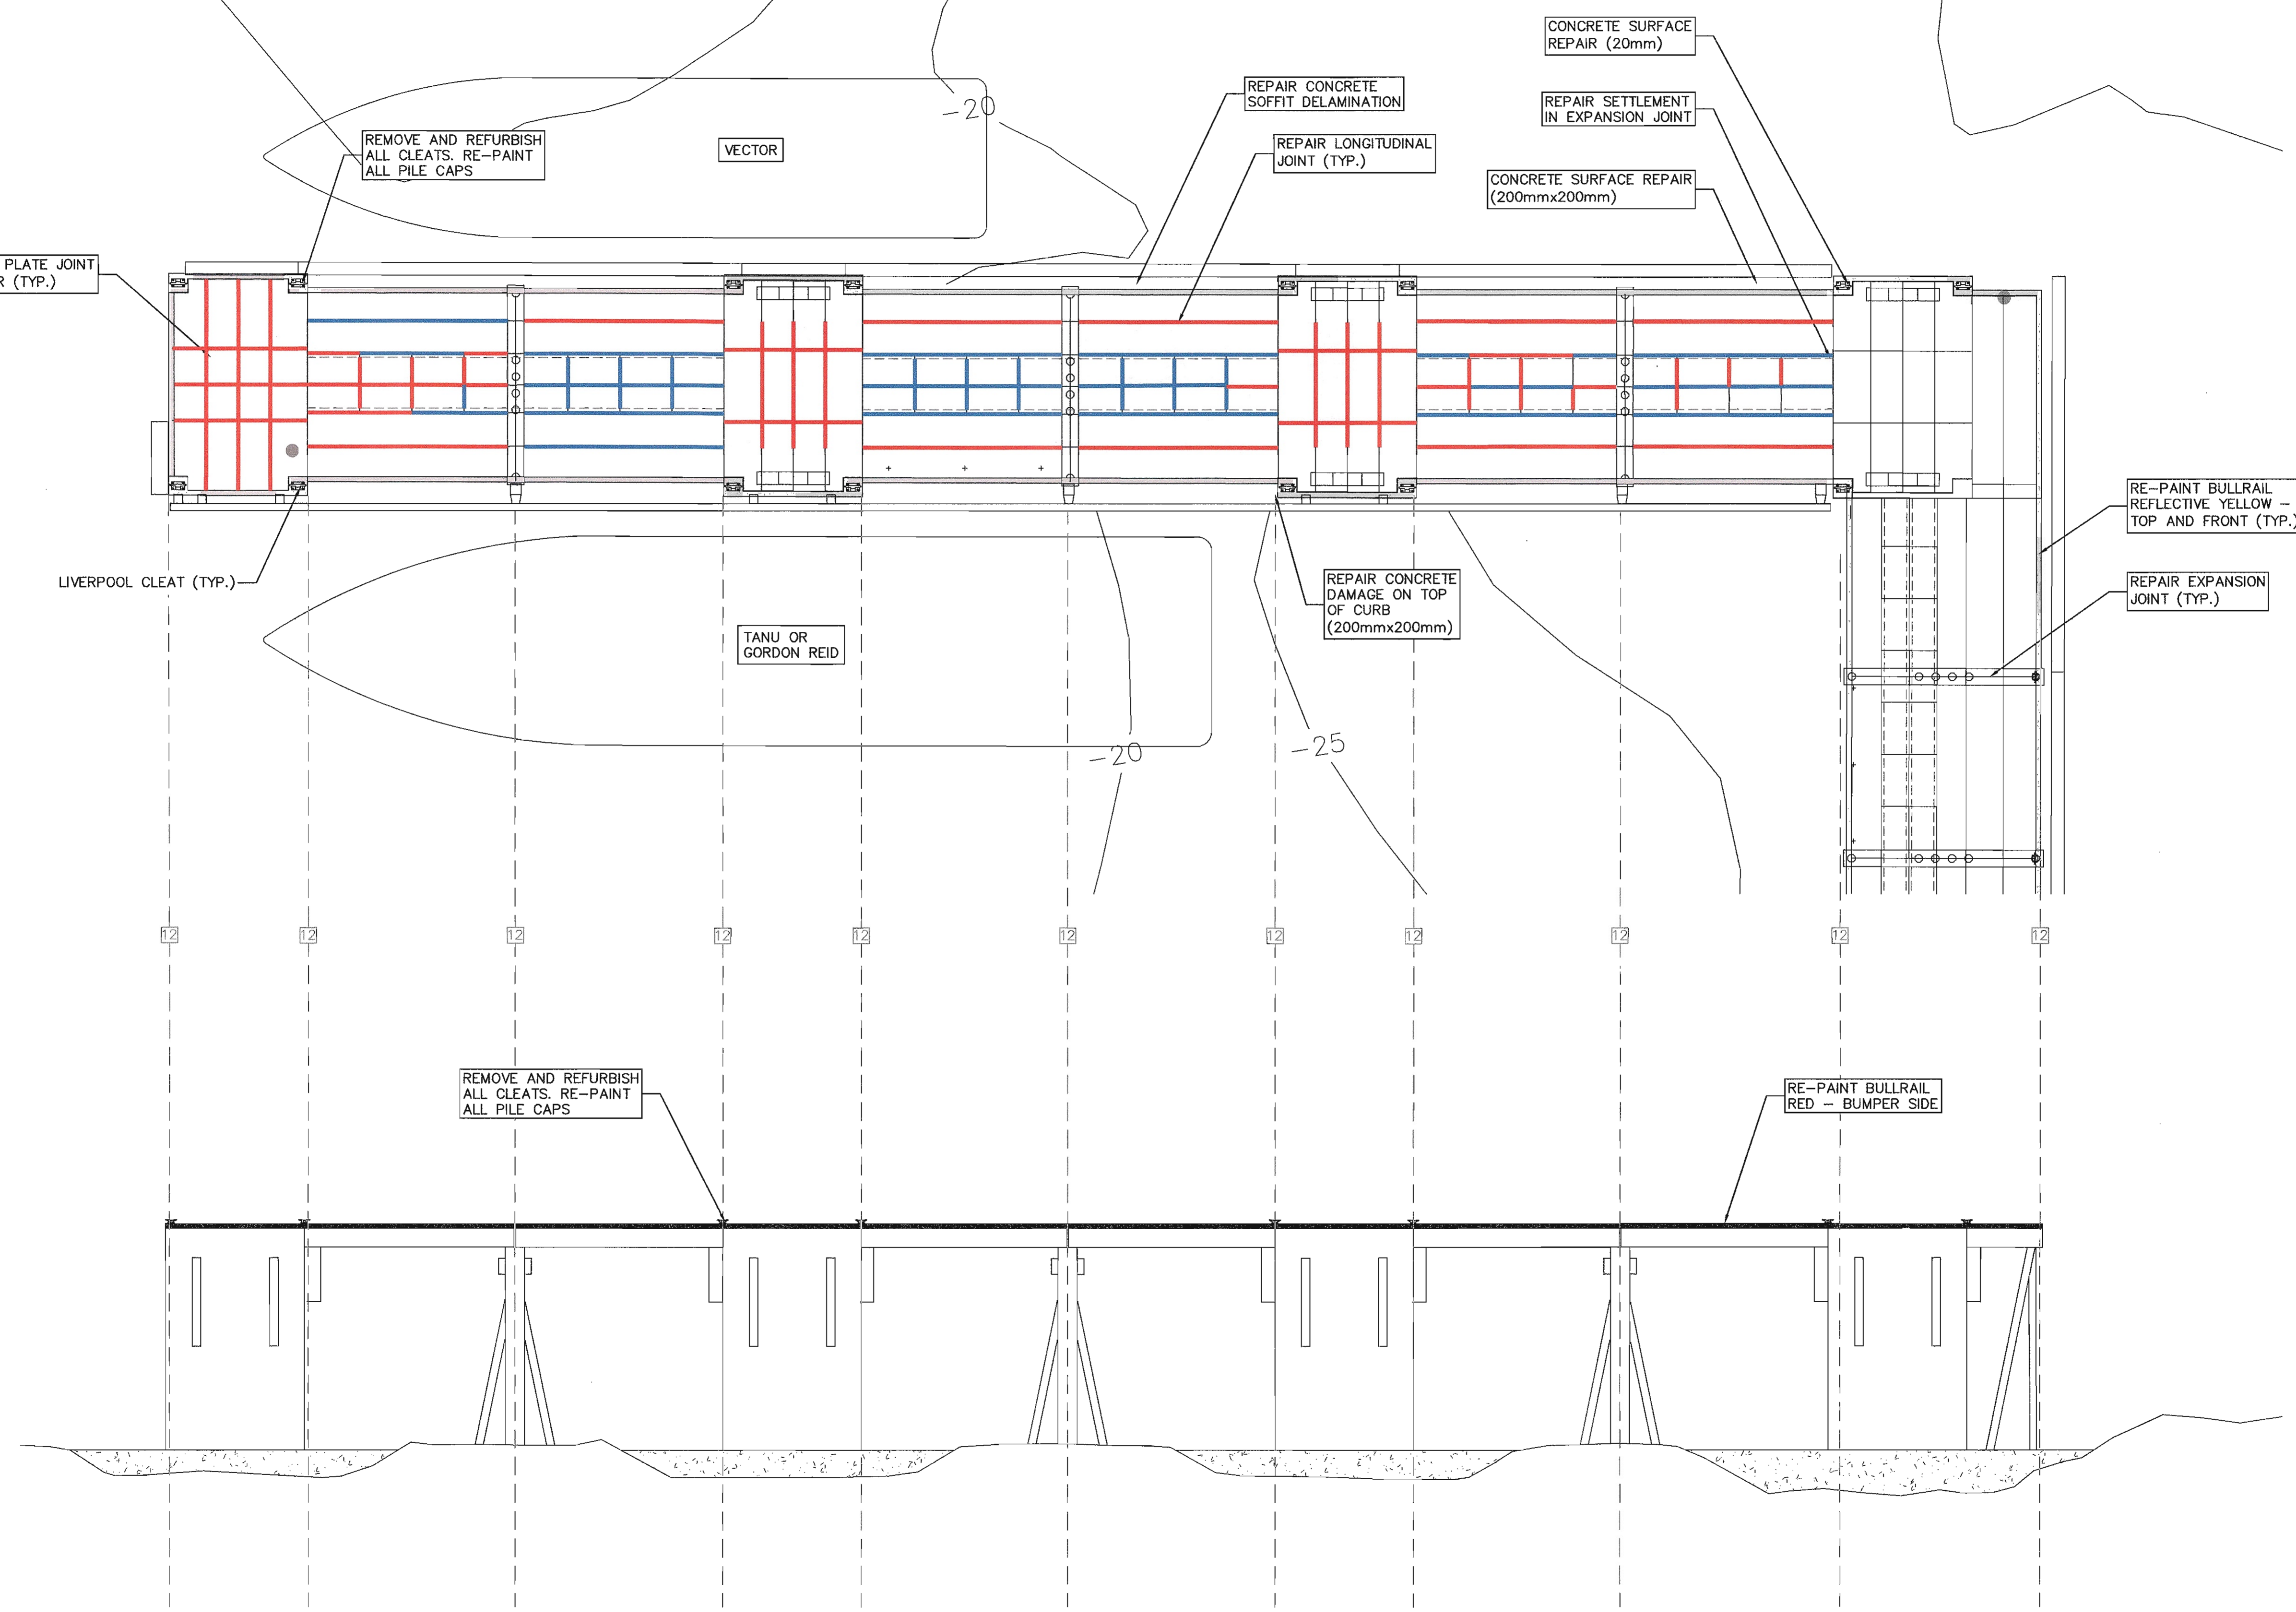 CONCRETE SURFACE
REPAIR (20mm)
REPAIR CONCRETE
SOFFIT DELAMINATION
REPAIR SETTLEMENT
IN EXPANSION JOINT
-20
REMOVE AND REFURBISH
ALL CLEATS. RE-PAINT
ALL PILE CAPS
VECTOR
REPAIR LONGITUDINAL
JOINT (TYP.)
CONCRETE SURFACE REPAIR
(200mmx200mm)
PLATE JOINT
R (TYP.)
RE-PAINT BULLRAIL
REFLECTIVE YELLOW -
TOP AND FRONT (TYP.)
LIVERPOOL CLEAT (TYP.)
REPAIR CONCRETE
DAMAGE ON TOP
OF CURB
(200mmx200mm)
REPAIR EXPANSION
JOINT (TYP.)
TANU OR
GORDON REID
-20
-25
12 12 12 12 12 12 12 12 12 12 12
REMOVE AND REFURBISH
ALL CLEATS. RE-PAINT
ALL PILE CAPS
RE-PAINT BULLRAIL
RED - BUMPER SIDE